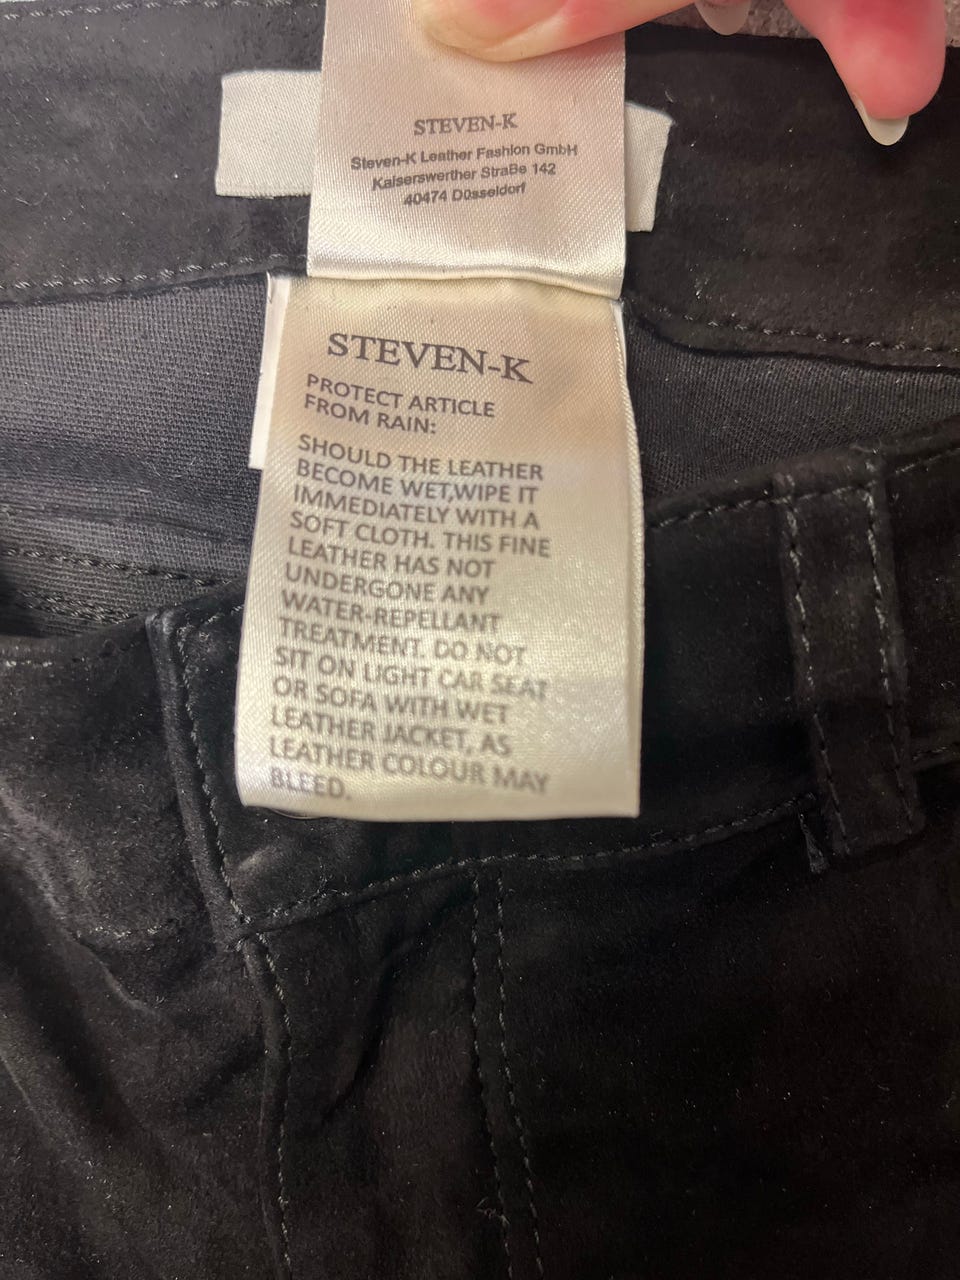 STEVEN-K
Steven-K Leather Fashion GmbH
Kaiserswerther Straße 142
40474 Düsseldorf
STEVEN-K
PROTECT ARTICLE
FROM RAIN:
SHOULD THE LEATHER
BECOME WET,WIPE IT
IMMEDIATELY WITH A
SOFT CLOTH. THIS FINE
LEATHER HAS NOT
UNDERGONE ANY
WATER-REPELLANT
TREATMENT. DO NOT
SIT ON LIGHT CAR SEAT
OR SOFA WITH WET
LEATHER JACKET, AS
LEATHER COLOUR MAY
BLEED.